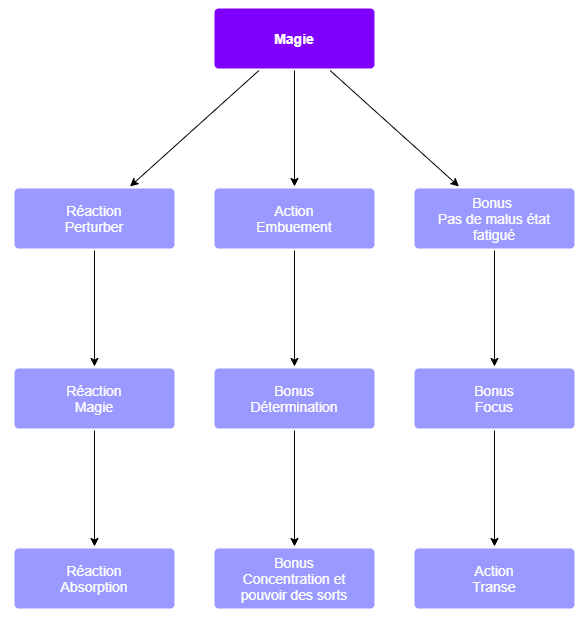 Magie
Réaction
Perturber
Action
Embuement
Bonus
Pas de malus état
fatigué
Réaction
Magie
Bonus
Détermination
Bonus
Focus
Réaction
Absorption
Bonus
Concentration et
pouvoir des sorts
Action
Transe